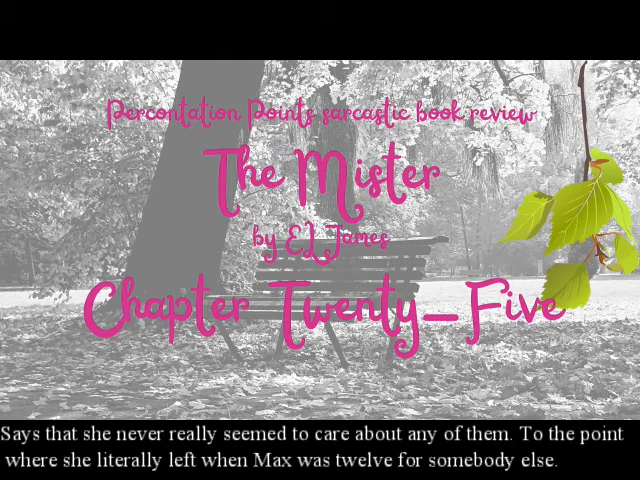 Percontation Points sarcastic book review
The Mister
by EL James
Chapter Twenty-Five
Says that she never really seemed to care about any of them. To the point
where she literally left when Max was twelve for somebody else.